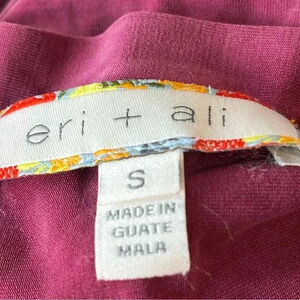 eri + ali
S
MADE IN
GUATE
MALA